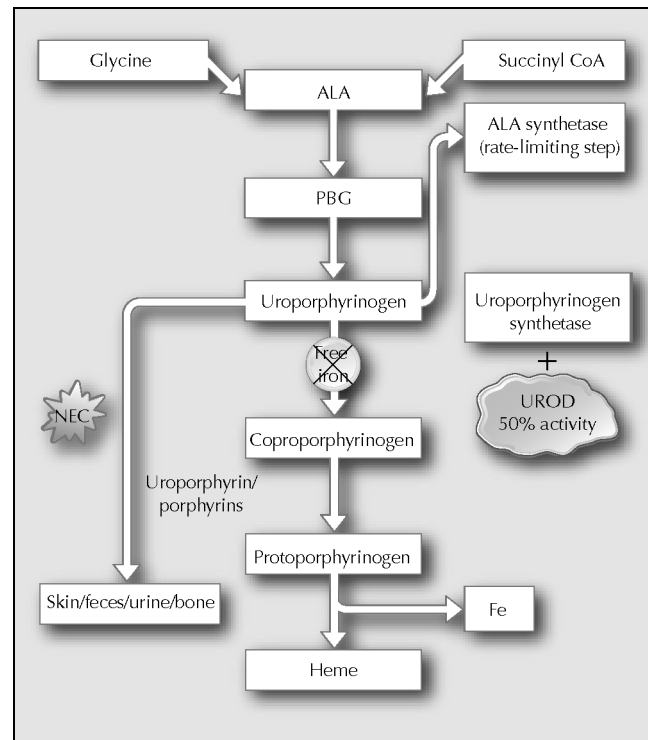 Glycine
Succinyl CoA
ALA
ALA synthetase
(rate-limiting step)
PBG
Uroporphyrinogen
Uroporphyrinogen
synthetase
+
Free
iron
NEC
UROD
50% activity
Coproporphyrinogen
Uroporphyrin/
porphyrins
Protoporphyrinogen
Skin/feces/urine/bone
Fe
Heme